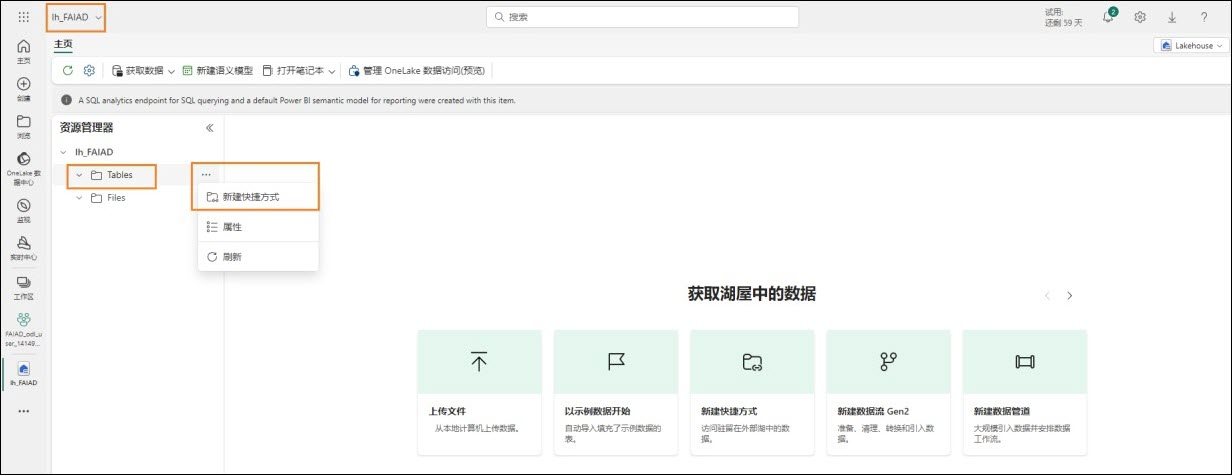 lh_FAIAD
搜索
试用:
还剩 59 天
2
?
主页
Lakehouse
获取数据
新建语义模型
打开笔记本
管理 OneLake 数据访问(预览)
A SQL analytics endpoint for SQL querying and a default Power BI semantic model for reporting were created with this item.
主页
创建
浏览
OneLake 数
据中心
监视
实时中心
工作区
FAIAD_odl_u
ser_14149...
lh_FAIAD
资源管理器
lh_FAIAD
Tables
Files
新建快捷方式
属性
刷新
获取湖屋中的数据
上传文件
从本地计算机上传数据。
以示例数据开始
自动导入填充了示例数据的
表。
新建快捷方式
访问驻留在外部湖中的数
据。
新建数据流 Gen2
准备、清理、转换和引入数
据。
新建数据管道
大规模引入数据并安排数据
工作流。